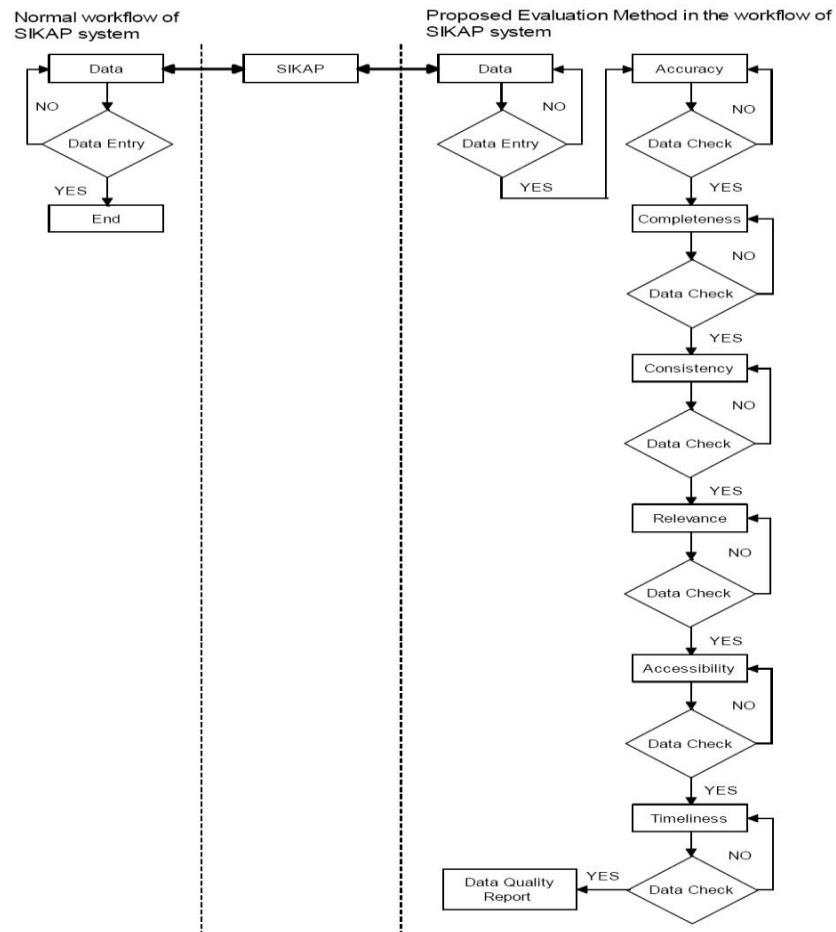 Normal workflow of
SIKAP system
Proposed Evaluation Method in the workflow of
SIKAP system
Data
SIKAP
Data
Accuracy
NO
NO
NO
Data Entry
Data Entry
Data Check
YES
YES
YES
End
Completeness
NO
Data Check
YES
Consistency
NO
Data Check
YES
Relevance
NO
Data Check
YES
Accessibility
NO
Data Check
YES
Timeliness
NO
Data Check
YES
Data Quality
Report